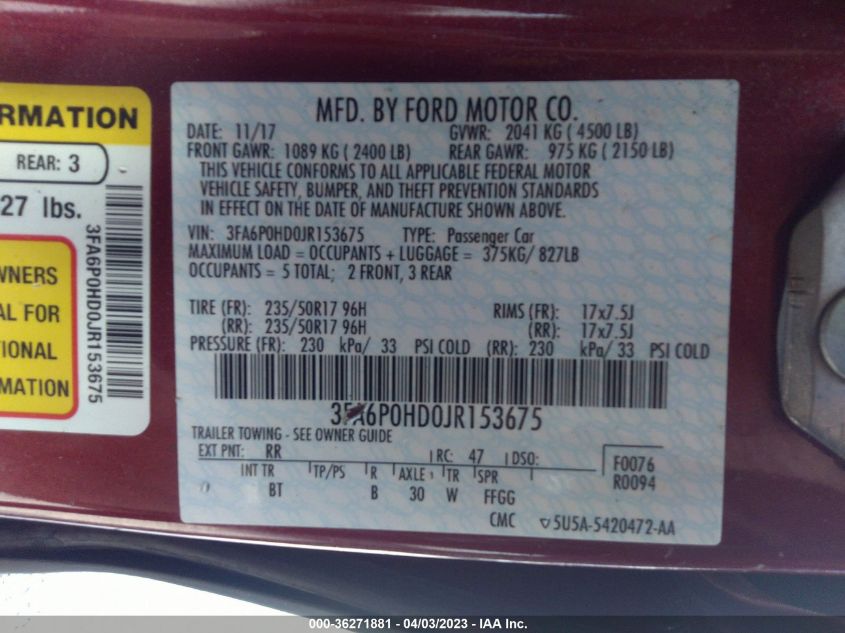 RMATION
REAR: 3
27 lbs.
3FA6P0HD0JR153675
WNERS
AL FOR
TIONAL
RMATION
MFD. BY FORD MOTOR CO.
DATE: 11/17 GVWR: 2041 KG ( 4500 LB)
FRONT GAWR: 1089 KG ( 2400 LB) REAR GAWR: 975 KG ( 2150 LB)
THIS VEHICLE CONFORMS TO ALL APPLICABLE FEDERAL MOTOR
VEHICLE SAFETY, BUMPER, AND THEFT PREVENTION STANDARDS
IN EFFECT ON THE DATE OF MANUFACTURE SHOWN ABOVE.
VIN: 3FA6P0HD0JR153675 TYPE: Passenger Car
MAXIMUM LOAD = OCCUPANTS + LUGGAGE = 375KG/ 827LB
OCCUPANTS = 5 TOTAL; 2 FRONT, 3 REAR
TIRE (FR): 235/50R17 96H RIMS (FR): 17x7.5J
(RR): 235/50R17 96H (RR): 17x7.5J
PRESSURE (FR): 230 kPa/ 33 PSI COLD (RR): 230 kPa/ 33 PSI COLD
3FA6P0HD0JR153675
TRAILER TOWING - SEE OWNER GUIDE
EXT PNT: RR RC: 47 DSO: F0076
INT TR TP/PS R AXLE TR SPR R0094
BT B 30 W FFGG
CMC ▽5U5A-5420472-AA
000-36271881 - 04/03/2023 - IAA Inc.